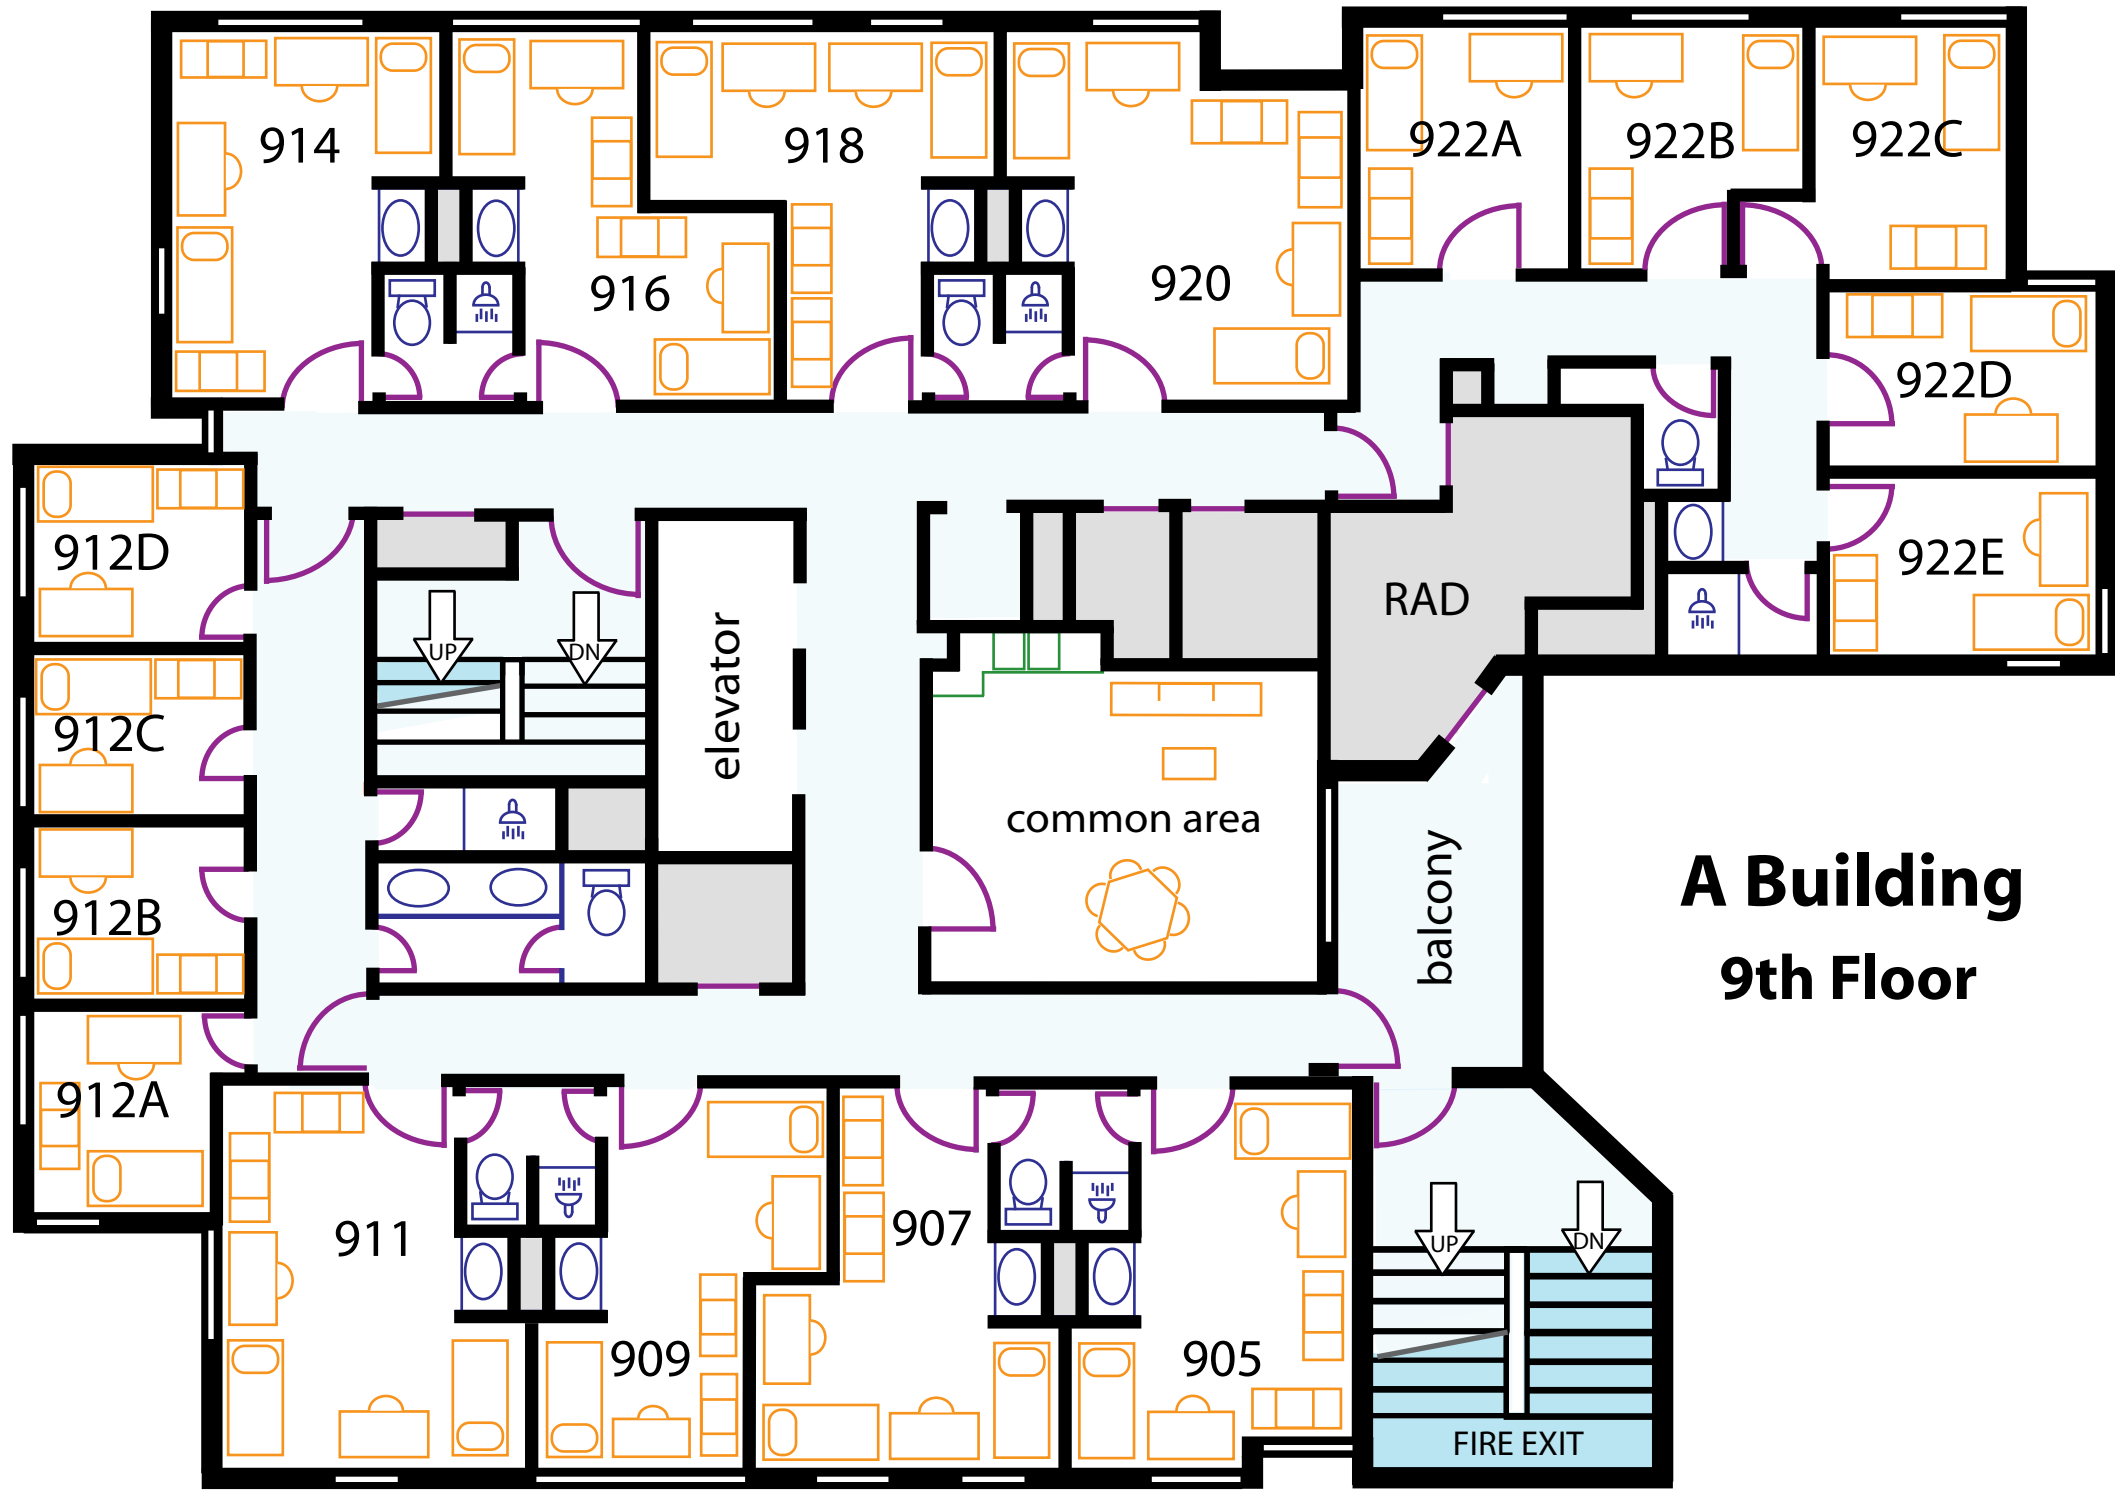 914
916
918
920
922A
922B
922C
922D
922E
912D
912C
912B
912A
UP
DN
elevator
RAD
common area
balcony
A Building
9th Floor
911
909
907
905
UP
DN
FIRE EXIT